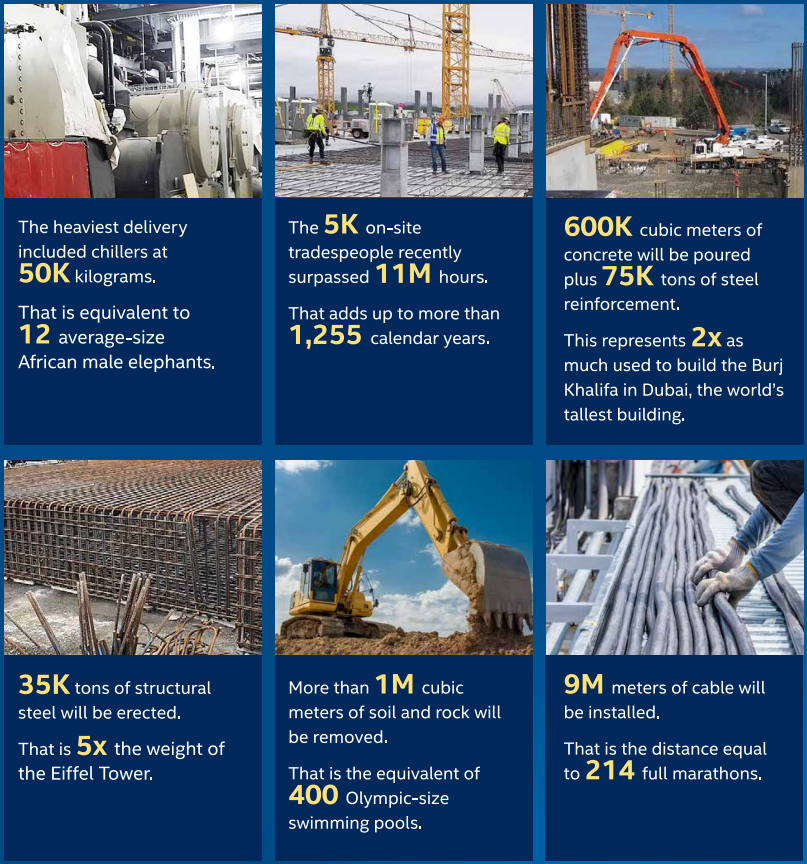 The heaviest delivery
included chillers at
50K kilograms.
That is equivalent to
12 average-size
African male elephants.
The 5K on-site
tradespeople recently
surpassed 11M hours.
That adds up to more than
1,255 calendar years.
600K cubic meters of
concrete will be poured
plus 75K tons of steel
reinforcement.
This represents 2x as
much used to build the Burj
Khalifa in Dubai, the world's
tallest building.
35K tons of structural
steel will be erected.
That is 5x the weight of
the Eiffel Tower.
More than 1M cubic
meters of soil and rock will
be removed.
That is the equivalent of
400 Olympic-size
swimming pools.
9M meters of cable will
be installed.
That is the distance equal
to 214 full marathons.